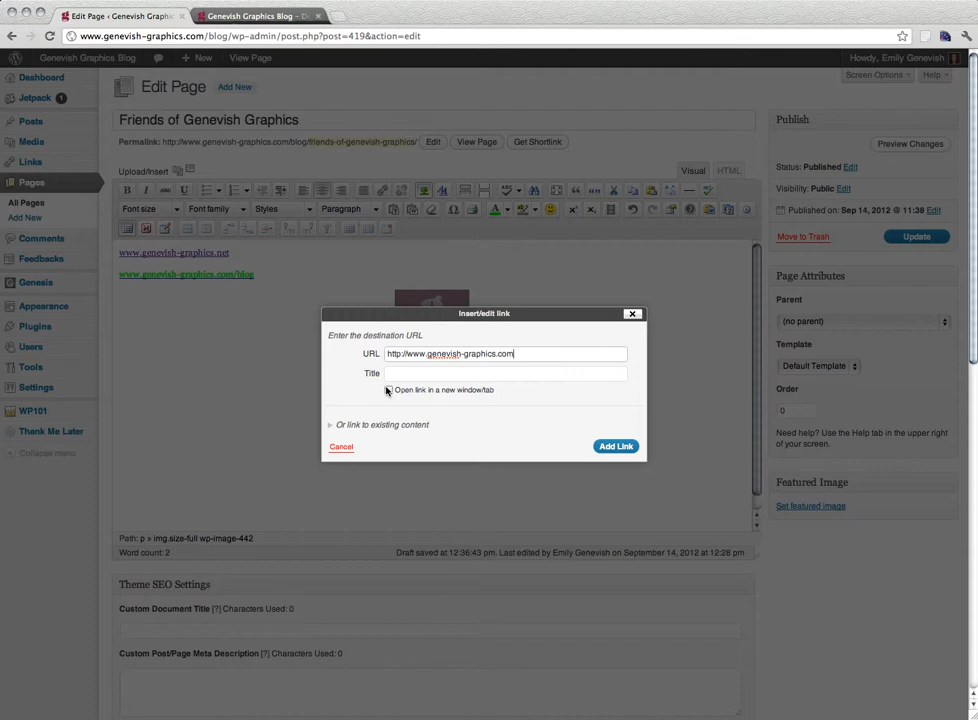 Edit Page ‹ Genevish Graphic
Genevish Graphics Blog –
www.genevish-graphics.com/blog/wp-admin/post.php?post=419&action=edit
Genevish Graphics Blog
+ New
View Page
Howdy, Emily Genevish
Dashboard
Jetpack 1
Posts
Media
Links
Pages
All Pages
Add New
Comments
Feedbacks
Genesis
Appearance
Plugins
Users
Tools
Settings
WP101
Thank Me Later
Collapse menu
Screen Options
Help
Edit Page
Add New
Friends of Genevish Graphics
Permalink: http://www.genevish-graphics.com/blog/friends-of-genevish-graphics/
Edit
View Page
Get Shortlink
Upload/Insert
Visual
HTML
Font size
Font family
Styles
Paragraph
www.genevish-graphics.net
www.genevish-graphics.com/blog
Insert/edit link
Enter the destination URL
URL http://www.genevish-graphics.com
Title
Open link in a new window/tab
Or link to existing content
Cancel
Add Link
Path: p » img.size-full wp-image-442
Word count: 2
Draft saved at 12:36:43 pm. Last edited by Emily Genevish on September 14, 2012 at 12:28 pm
Theme SEO Settings
Custom Document Title [?] Characters Used: 0
Custom Post/Page Meta Description [?] Characters Used: 0
Publish
Preview Changes
Status: Published Edit
Visibility: Public Edit
Published on: Sep 14, 2012 @ 11:38 Edit
Move to Trash
Update
Page Attributes
Parent
(no parent)
Template
Default Template
Order
0
Need help? Use the Help tab in the upper right
of your screen.
Featured Image
Set featured image